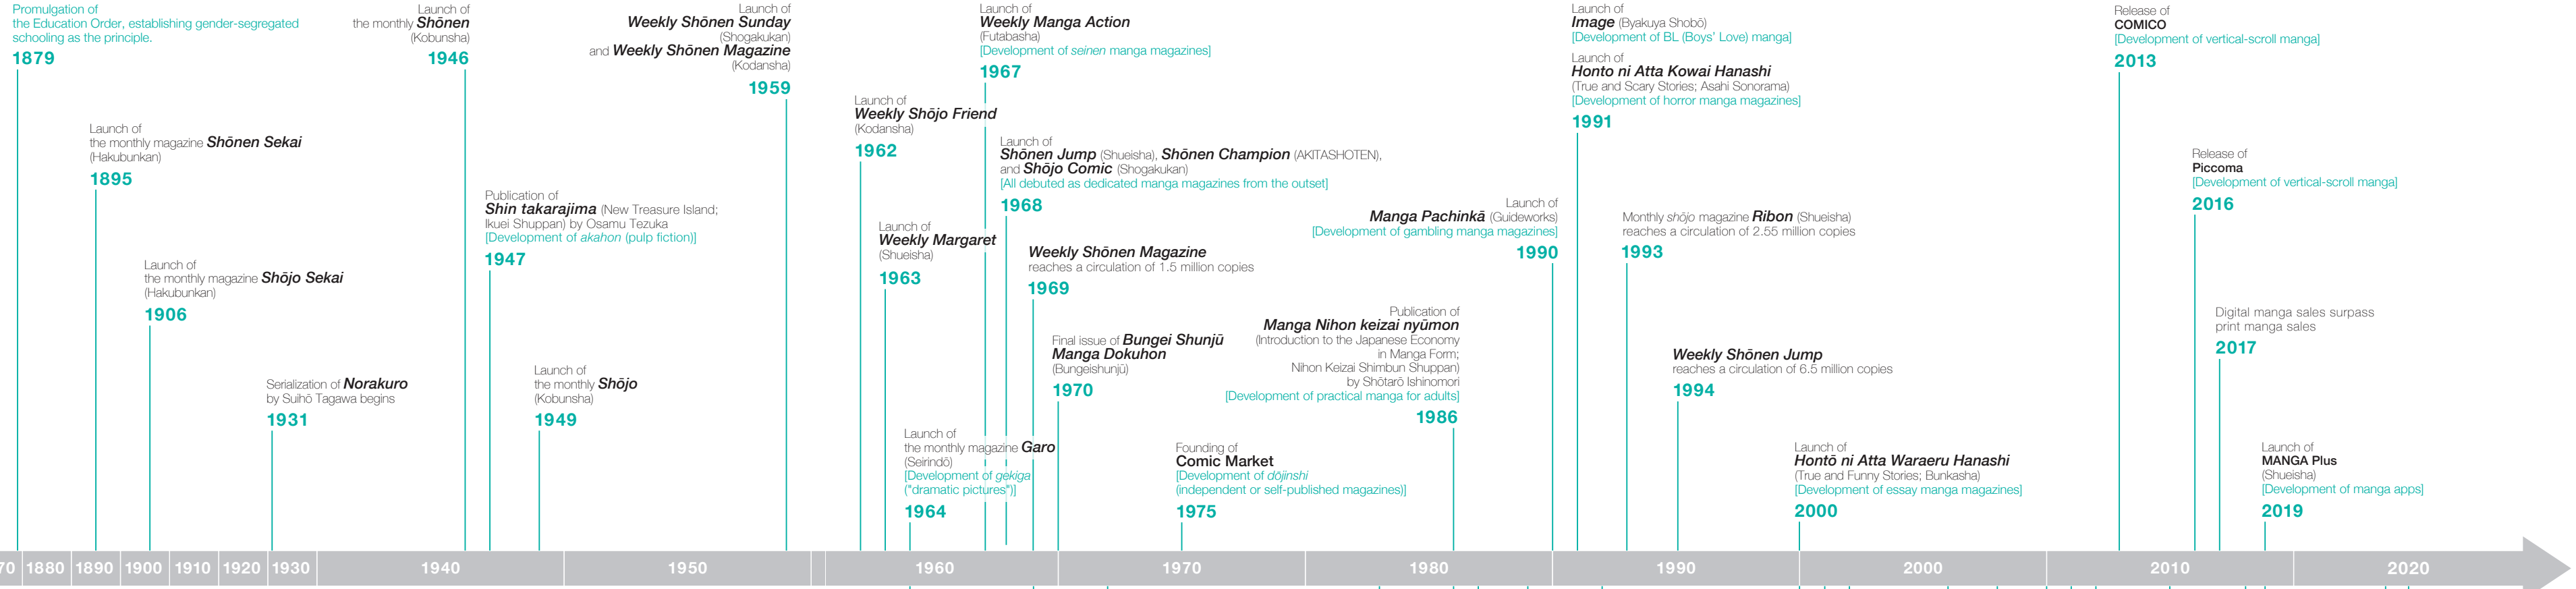 Promulgation of
the Education Order, establishing gender-segregated
schooling as the principle.
1879
Launch of
the monthly magazine Shōnen Sekai
(Hakubunkan)
1895
Launch of
the monthly magazine Shōjo Sekai
(Hakubunkan)
1906
Serialization of Norakuro
by Suihō Tagawa begins
1931
Launch of
the monthly Shōnen
(Kobunsha)
1946
Publication of
Shin takarajima (New Treasure Island;
Ikuei Shuppan) by Osamu Tezuka
[Development of akahon (pulp fiction)]
1947
Launch of
the monthly Shōjo
(Kobunsha)
1949
Launch of
Weekly Shōnen Sunday
(Shogakukan)
and Weekly Shōnen Magazine
(Kodansha)
1959
Launch of
Weekly Shōjo Friend
(Kodansha)
1962
Launch of
Weekly Margaret
(Shueisha)
1963
Launch of
the monthly magazine Garo
(Seirindō)
[Development of gekiga
("dramatic pictures")]
1964
Launch of
Weekly Manga Action
(Futabasha)
[Development of seinen manga magazines]
1967
Launch of
Shōnen Jump (Shueisha), Shōnen Champion (AKITASHOTEN),
and Shōjo Comic (Shogakukan)
[All debuted as dedicated manga magazines from the outset]
1968
Weekly Shōnen Magazine
reaches a circulation of 1.5 million copies
1969
Final issue of Bungei Shunjū
Manga Dokuhon
(Bungeishunjū)
1970
Founding of
Comic Market
[Development of dōjinshi
(independent or self-published magazines)]
1975
Publication of
Manga Nihon keizai nyūmon
(Introduction to the Japanese Economy
in Manga Form;
Nihon Keizai Shimbun Shuppan)
by Shōtarō Ishinomori
[Development of practical manga for adults]
1986
Launch of
Manga Pachinkā (Guideworks)
[Development of gambling manga magazines]
1990
Launch of
Image (Byakuya Shobō)
[Development of BL (Boys' Love) manga]
Launch of
Honto ni Atta Kowai Hanashi
(True and Scary Stories; Asahi Sonorama)
[Development of horror manga magazines]
1991
Monthly shōjo magazine Ribon (Shueisha)
reaches a circulation of 2.55 million copies
1993
Weekly Shōnen Jump
reaches a circulation of 6.5 million copies
1994
Launch of
Hontō ni Atta Waraeru Hanashi
(True and Funny Stories; Bunkasha)
[Development of essay manga magazines]
2000
Release of
COMICO
[Development of vertical-scroll manga]
2013
Release of
Piccoma
[Development of vertical-scroll manga]
2016
Digital manga sales surpass
print manga sales
2017
Launch of
MANGA Plus
(Shueisha)
[Development of manga apps]
2019
70 1880 1890 1900 1910 1920 1930 1940 1950 1960 1970 1980 1990 2000 2010 2020